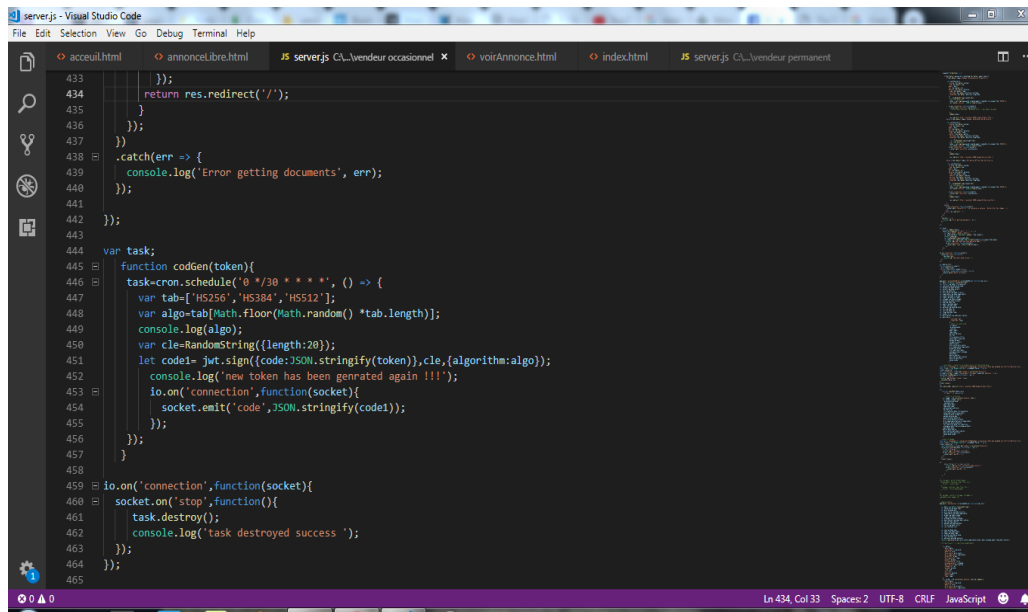 server.js - Visual Studio Code
File Edit Selection View Go Debug Terminal Help
<> acceuil.html <> annonceLibre.html JS server.js C:\...\vendeur occasionnel × <> voirAnnonce.html <> index.html JS server.js C:\...\vendeur permanent
433 });
434 return res.redirect('/');
435 }
436 });
437 })
438 .catch(err => {
439 console.log('Error getting documents', err);
440 });
441
442 });
443
444 var task;
445 function codGen(token){
446 task=cron.schedule('0 */30 * * * *', () => {
447 var tab=['HS256','HS384','HS512'];
448 var algo=tab[Math.floor(Math.random() *tab.length)];
449 console.log(algo);
450 var cle=RandomString({length:20});
451 let code1= jwt.sign({code:JSON.stringify(token)},cle,{algorithm:algo});
452 console.log('new token has been genrated again !!!');
453 io.on('connection',function(socket){
454 socket.emit('code',JSON.stringify(code1));
455 });
456 });
457 }
458
459 io.on('connection',function(socket){
460 socket.on('stop',function(){
461 task.destroy();
462 console.log('task destroyed success ');
463 });
464 });
465
1
0 0 Ln 434, Col 33 Spaces: 2 UTF-8 CRLF JavaScript